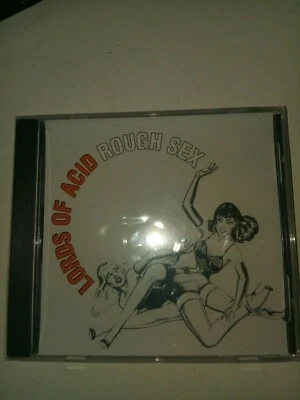 LORDS OF ACID ROUGH SEX